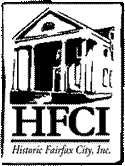 HFCI
Historic Fairfax City, Inc.